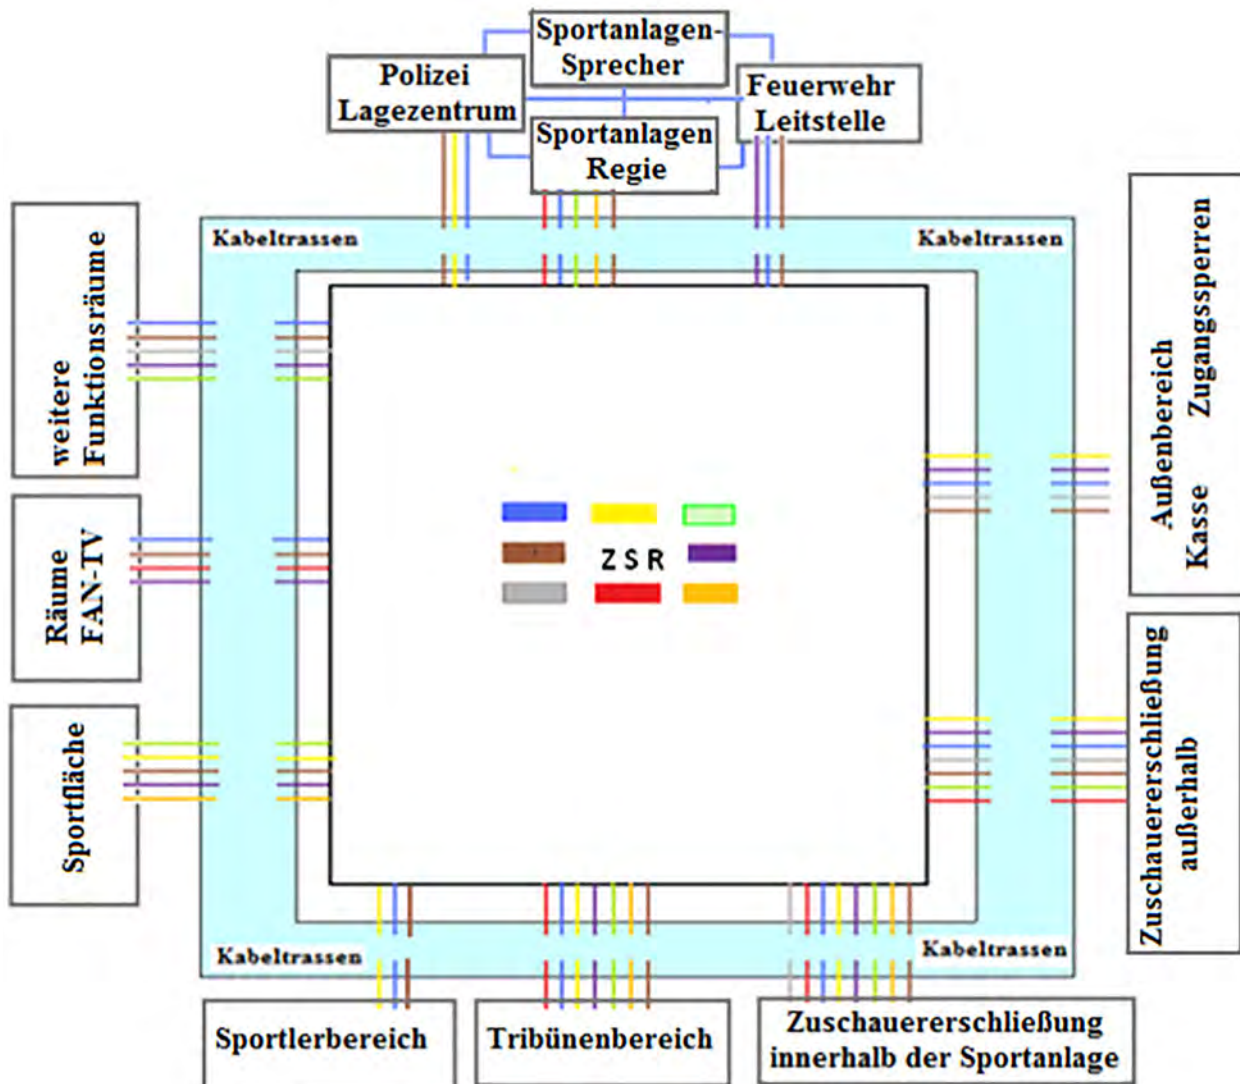 Sportanlagen-
Sprecher
Polizei
Lagezentrum
Feuerwehr
Leitstelle
Sportanlagen
Regie
Kabeltrassen
Kabeltrassen
weitere
Funktionsräume
Räume
FAN-TV
Sportfläche
Z S R
Außenbereich
Kasse Zugangssperren
Zuschauererschließung
außerhalb
Kabeltrassen
Kabeltrassen
Sportlerbereich
Tribünenbereich
Zuschauererschließung
innerhalb der Sportanlage